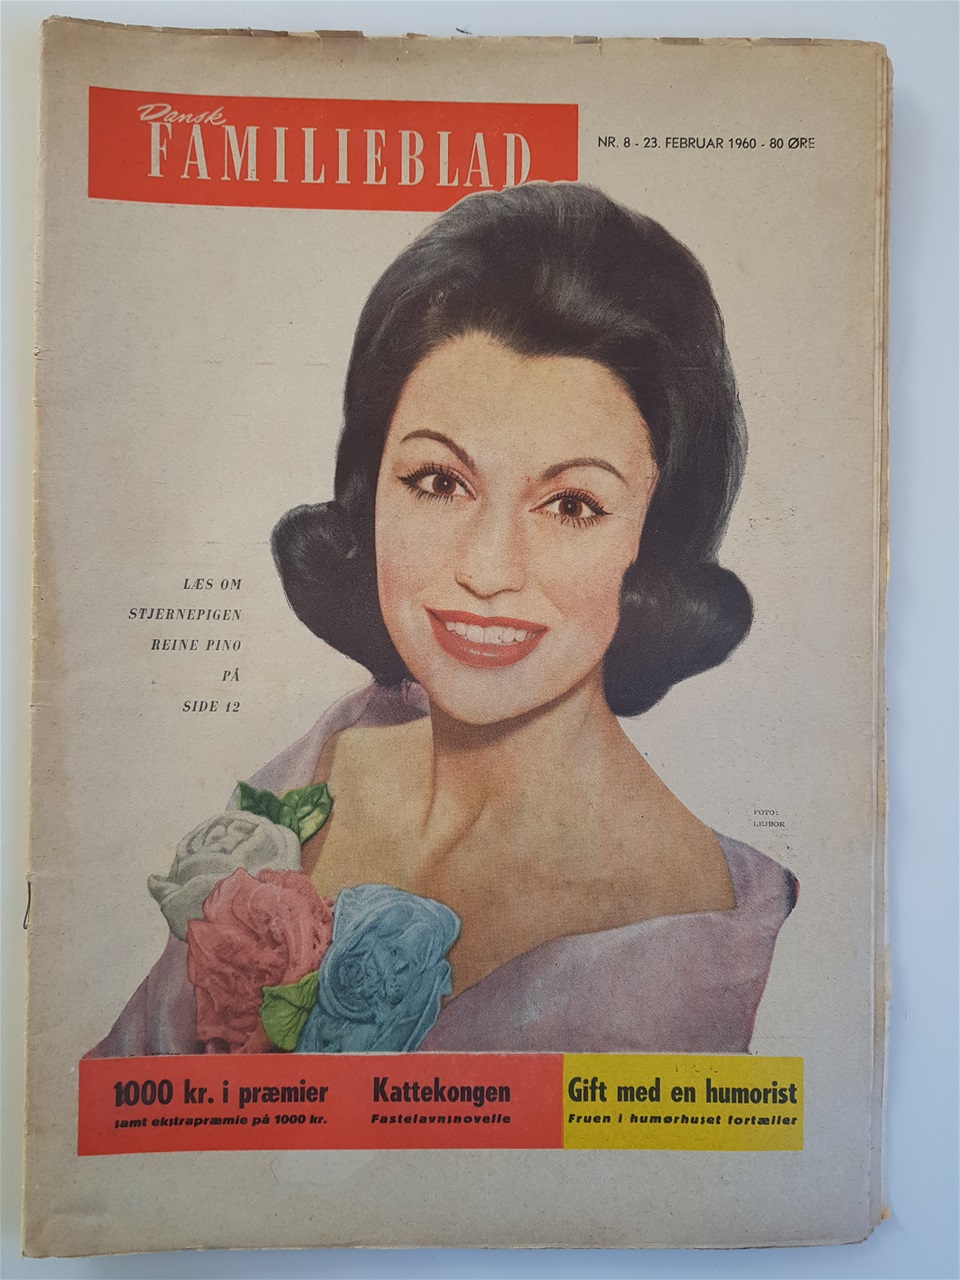 Dansk
FAMILIEBLAD
NR. 8 - 23. FEBRUAR 1960 - 80 ØRE
LÆS OM
STJERNEPIGEN
REINE PINO
PÅ
SIDE 12
FOTO:
LEJBOK
1000 kr. i præmier
samt ekstrapræmie på 1000 kr.
Kattekongen
Fastelavnsnovelle
Gift med en humorist
Fruen i humørhuset fortæller